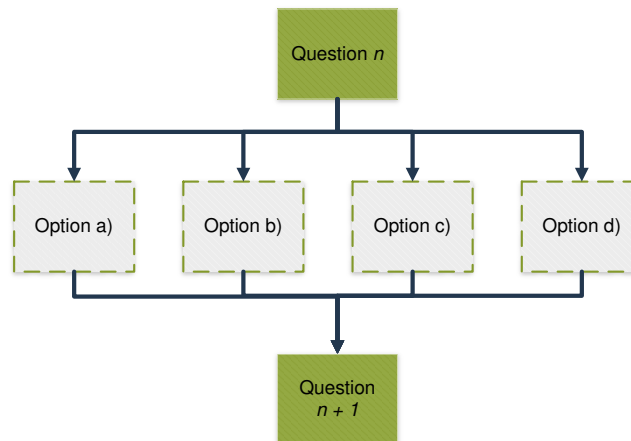 Question n
Option a)
Option b)
Option c)
Option d)
Question
n + 1